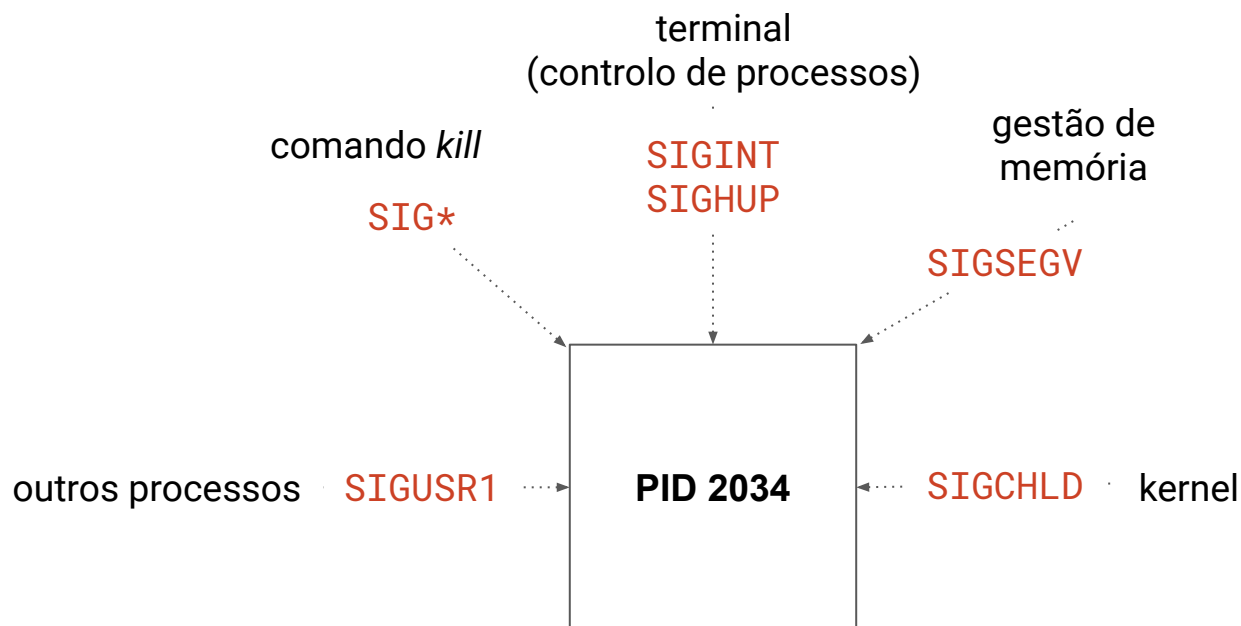 terminal
(controlo de processos)
comando kill
SIGINT
SIGHUP
gestão de
memória
SIG*
SIGSEGV
outros processos
SIGUSR1
PID 2034
SIGCHLD
kernel